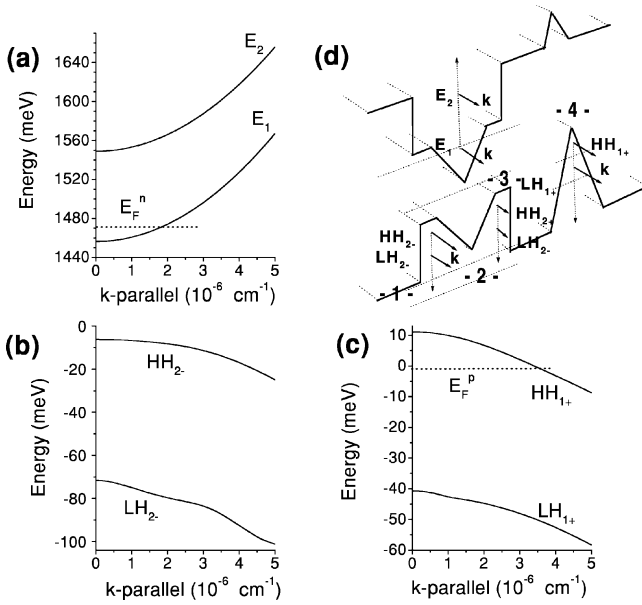 (a)
E2
E1
EFn
1640
1600
1560
1520
1480
1440
Energy (meV)
0 1 2 3 4 5
k-parallel (10-6 cm-1)
(d)
E2
k
E1
k
- 4 -
HH1+
k
- 3 -
LH1+
HH2+
LH2-
HH2-
LH2-
k
- 1 -
- 2 -
(b)
0
-20
-40
-60
-80
-100
Energy (meV)
HH2-
LH2-
0 1 2 3 4 5
k-parallel (10-6 cm-1)
(c)
10
0
-10
-20
-30
-40
-50
-60
Energy (meV)
EFp
HH1+
LH1+
0 1 2 3 4 5
k-parallel (10-6 cm-1)